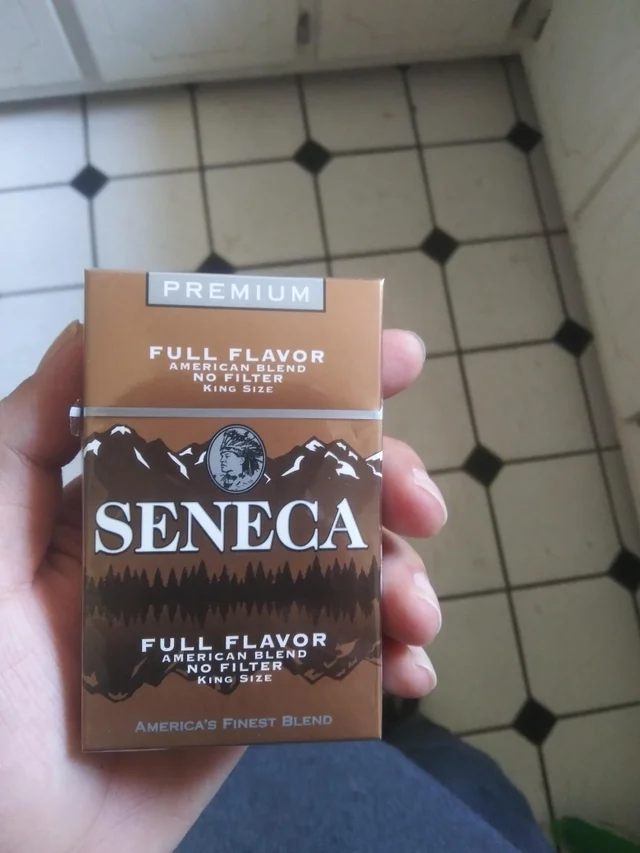 PREMIUM
FULL FLAVOR
AMERICAN BLEND
NO FILTER
KING SIZE
SENECA
FULL FLAVOR
AMERICAN BLEND
NO FILTER
KING SIZE
AMERICA'S FINEST BLEND